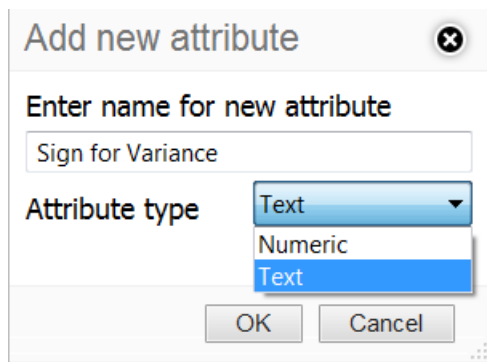 Add new attribute
Enter name for new attribute
Sign for Variance
Attribute type Text
Numeric
Text
OK Cancel